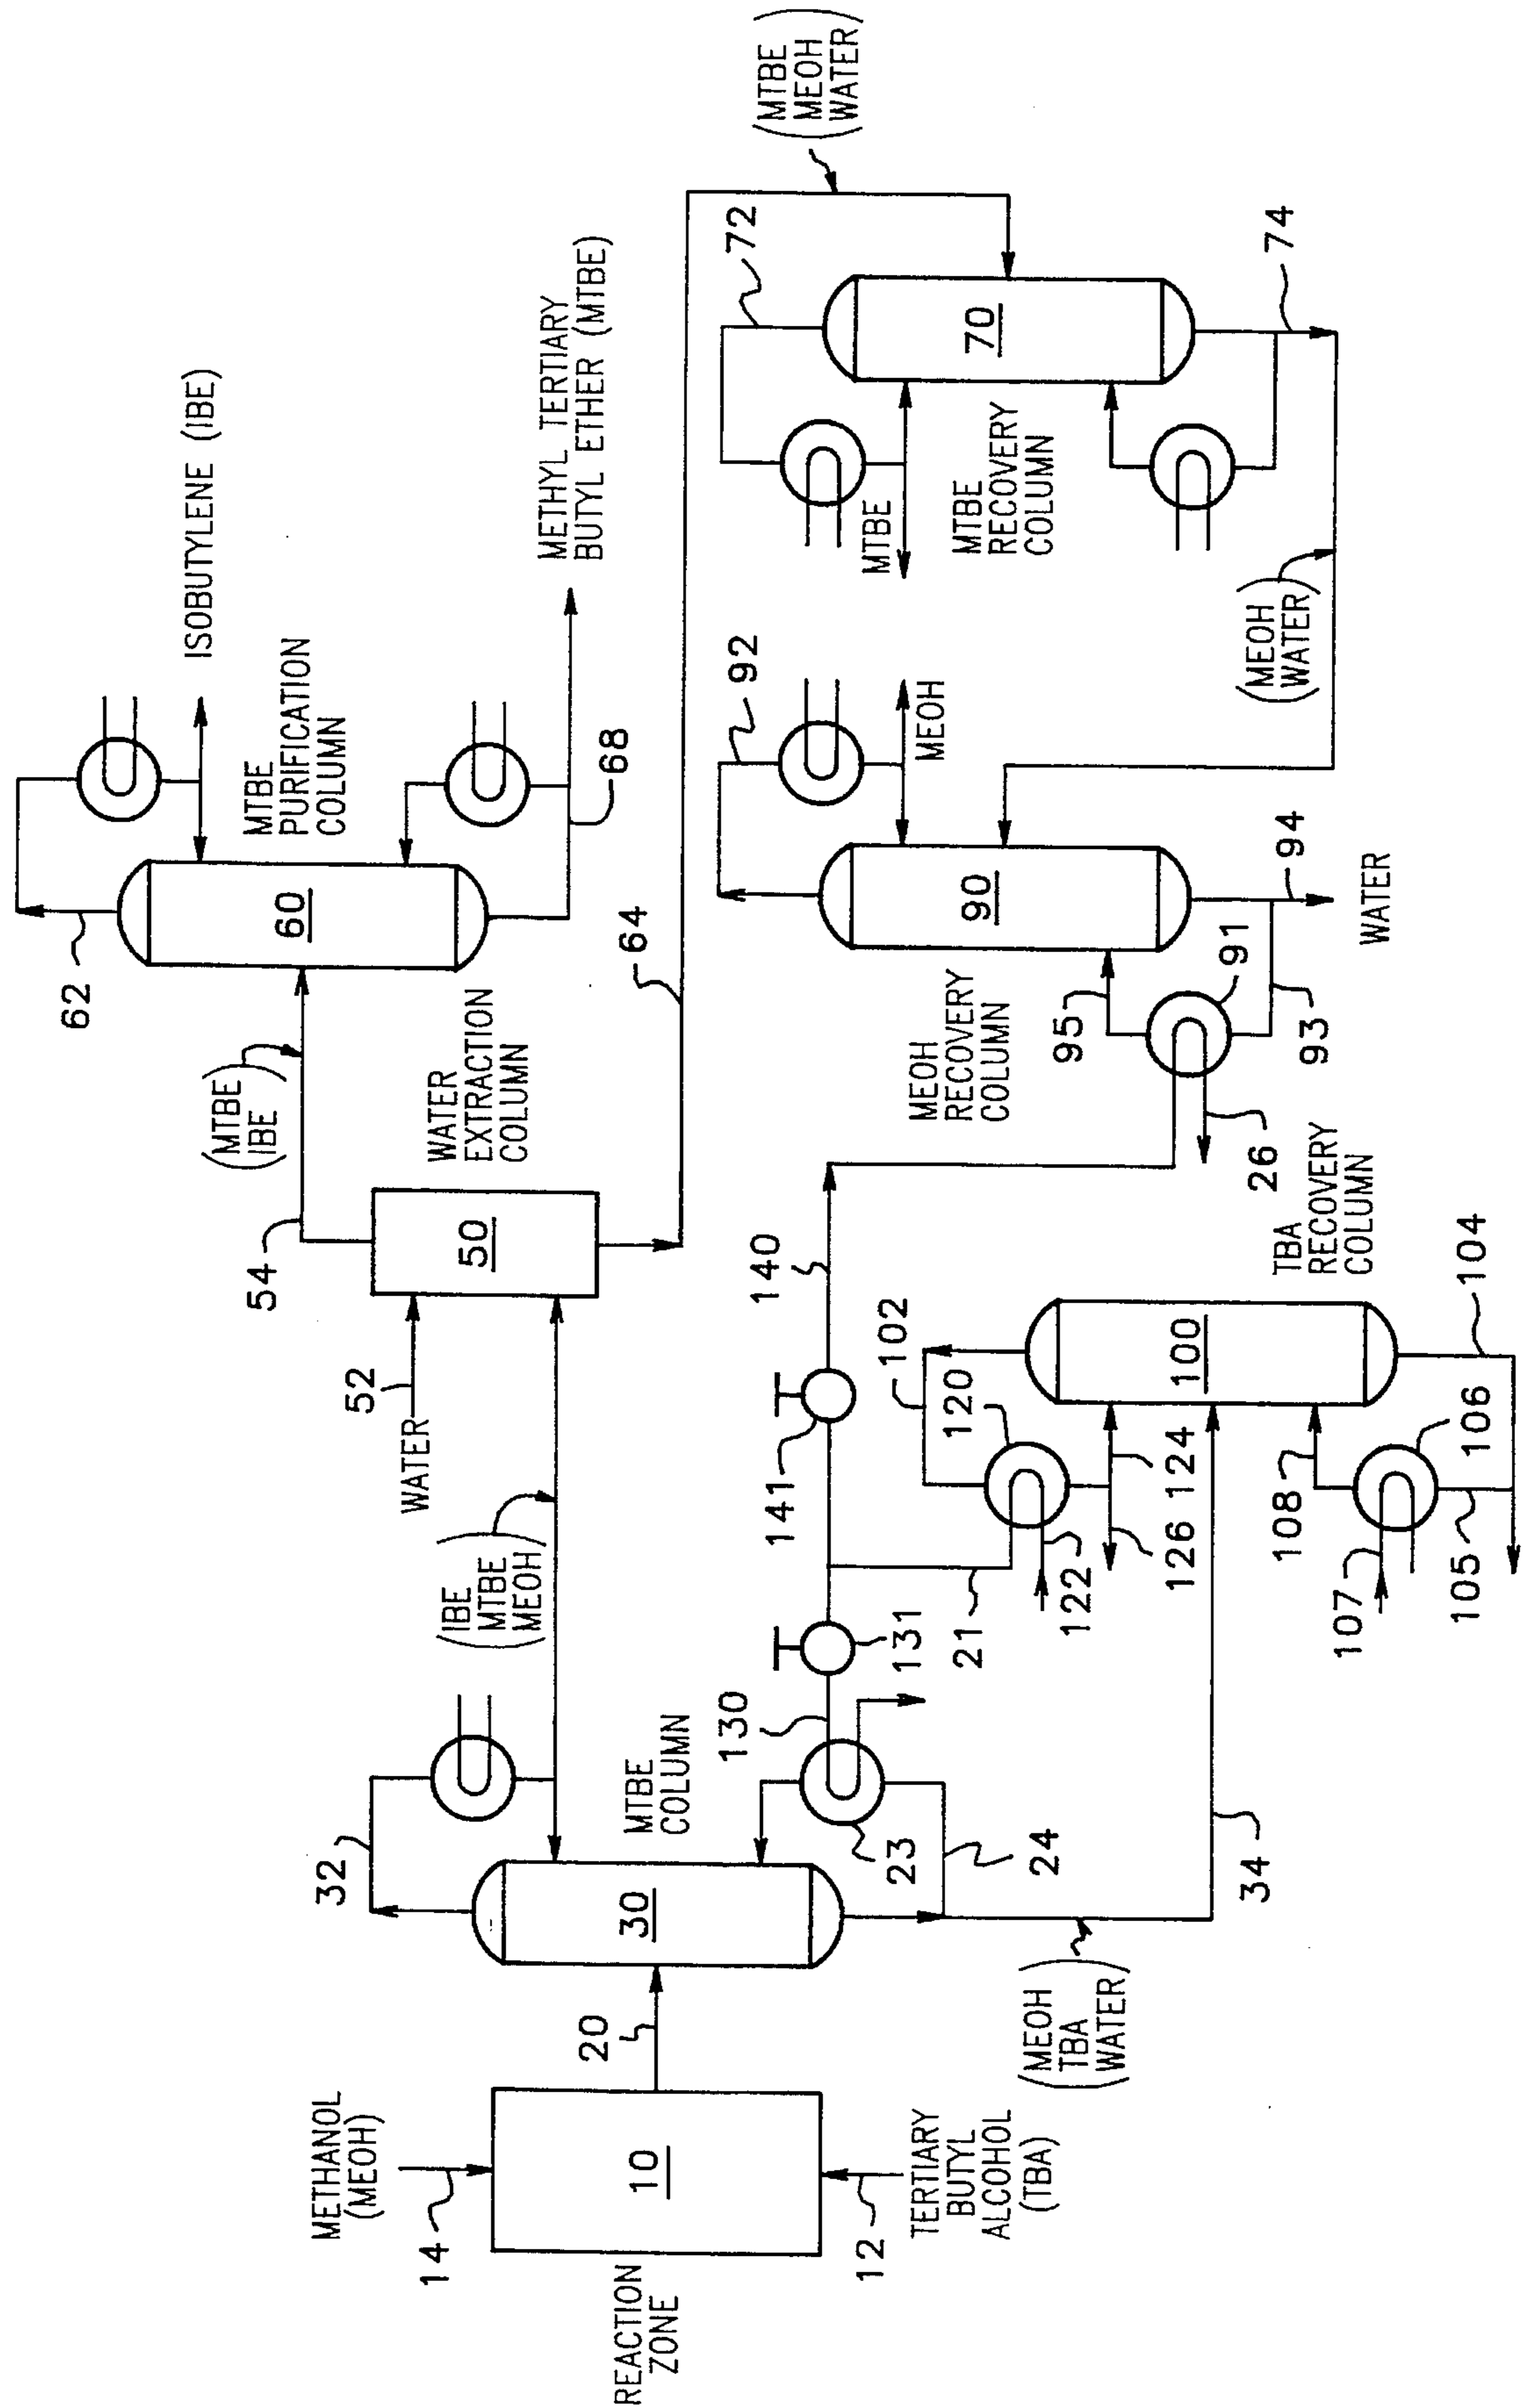 METHANOL
(MEOH)
14
REACTION
ZONE
10
12
TERTIARY
BUTYL
ALCOHOL
(TBA)
20
32
30
MTBE
COLUMN
(MEOH
TBA
WATER)
130
131
23
24
34
(IBE
MTBE
MEOH)
WATER
52
54
50
WATER
EXTRACTION
COLUMN
(MTBE
IBE)
62
60
MTBE
PURIFICATION
COLUMN
ISOBUTYLENE (IBE)
METHYL TERTIARY
BUTYL ETHER (MTBE)
68
64
(MTBE
MEOH
WATER)
72
70
MTBE
MTBE
RECOVERY
COLUMN
74
(MEOH
WATER)
92
MEOH
90
MEOH
RECOVERY
COLUMN
95
91
93
94
WATER
26
140
141
21
102
120
122
126
124
100
TBA
RECOVERY
COLUMN
108
107
105
106
104